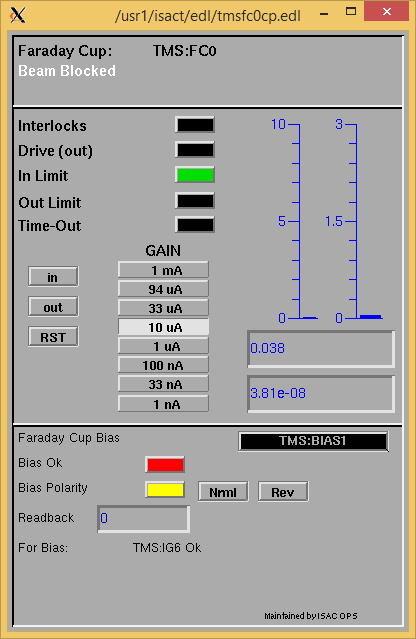 /usr1/isact/edl/tmsfc0cp.edl
Faraday Cup: TMS:FC0
Beam Blocked
Interlocks
Drive (out)
In Limit
Out Limit
Time-Out
10 3
5 1.5
0 0
GAIN
1 mA
94 uA
33 uA
10 uA
1 uA
100 nA
33 nA
1 nA
in
out
RST
0.038
3.81e-08
Faraday Cup Bias TMS:BIAS1
Bias Ok
Bias Polarity Nrml Rev
Readback 0
For Bias: TMS:IG6 Ok
Maintained by ISAC OPS